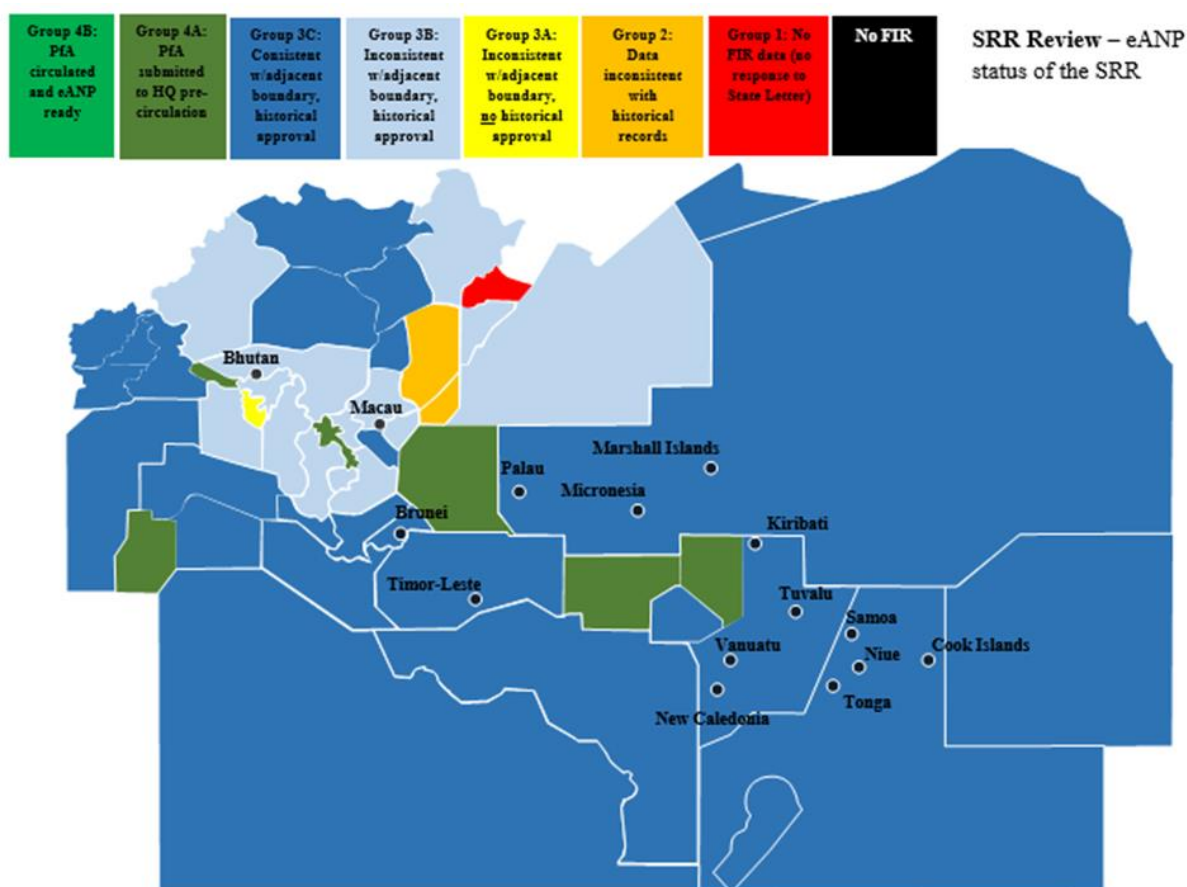 Group 4B:
PfA
circulated
and eANP
ready
Group 4A:
PfA
submitted
to HQ pre-
circulation
Group 3C:
Consistent
w/adjacent
boundary,
historical
approval
Group 3B:
Inconsistent
w/adjacent
boundary,
historical
approval
Group 3A:
Inconsistent
w/adjacent
boundary,
no historical
approval
Group 2:
Data
inconsistent
with
historical
records
Group 1: No
FIR data (no
response to
State Letter)
No FIR
SRR Review – eANP
status of the SRR
Bhutan
Macau
Marshall Islands
Palau
Micronesia
Brunei
Kiribati
Timor-Leste
Tuvalu
Samoa
Vanuatu
Niue
Cook Islands
New Caledonia
Tonga